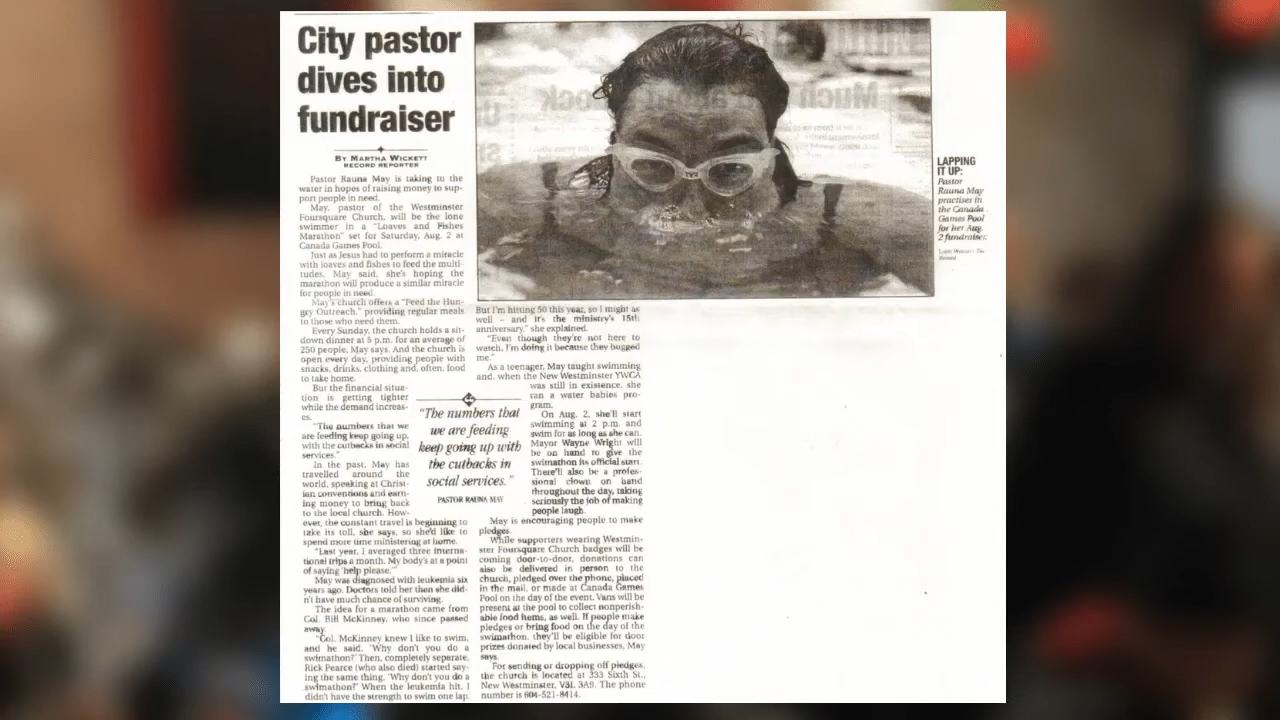 City pastor
dives into
fundraiser
BY MARTHA WICKETT
RECORD REPORTER
Pastor Rauna May is taking to the
water in hopes of raising money to sup-
port people in need.
May, pastor of the Westminster
Foursquare Church, will be the lone
swimmer in a "Loaves and Fishes
Marathon" set for Saturday, Aug. 2 at
Canada Games Pool.
Just as Jesus had to perform a miracle
with loaves and fishes to feed the multi-
tudes, May said, she's hoping the
marathon will produce a similar miracle
for people in need.
May's church offers a "Feed the Hun-
gry Outreach," providing regular meals
to those who need them.
Every Sunday, the church holds a sit-
down dinner at 5 p.m. for an average of
250 people, May says. And the church is
open every day, providing people with
snacks, drinks, clothing and, often, food
to take home.
But the financial situa-
tion is getting tighter
while the demand increas-
es.
"The numbers that we
are feeding keep going up,
with the cutbacks in social
services."
In the past, May has
travelled around the
world, speaking at Christ-
ian conventions and earn-
ing money to bring back
to the local church. How-
ever, the constant travel is beginning to
take its toll, she says, so she'd like to
spend more time ministering at home.
"Last year, I averaged three interna-
tional trips a month. My body's at a point
of saying 'help please.'"
May was diagnosed with leukemia six
years ago. Doctors told her then she did-
n't have much chance of surviving.
The idea for a marathon came from
Col. Bill McKinney, who since passed
away.
"Col. McKinney knew I like to swim,
and he said, 'Why don't you do a
swimathon?' Then, completely separate,
Rick Pearce (who also died) started say-
ing the same thing. 'Why don't you do a
swimathon?' When the leukemia hit, I
didn't have the strength to swim one lap.
But I'm hitting 50 this year, so I might as
well – and it's the ministry's 15th
anniversary," she explained.
"Even though they're not here to
watch, I'm doing it because they bugged
me."
As a teenager, May taught swimming
and, when the New Westminster YWCA
was still in existence, she
ran a water babies pro-
gram.
On Aug. 2, she'll start
swimming at 2 p.m. and
swim for as long as she can.
Mayor Wayne Wright will
be on hand to give the
swimathon its official start.
There'll also be a profes-
sional clown on hand
throughout the day, taking
seriously the job of making
people laugh.
May is encouraging people to make
pledges.
While supporters wearing Westmin-
ster Foursquare Church badges will be
coming door-to-door, donations can
also be delivered in person to the
church, pledged over the phone, placed
in the mail, or made at Canada Games
Pool on the day of the event. Vans will be
present at the pool to collect nonperish-
able food items, as well. If people make
pledges or bring food on the day of the
swimathon, they'll be eligible for door
prizes donated by local businesses, May
says.
For sending or dropping off pledges,
the church is located at 333 Sixth St.,
New Westminster, V3L 3A9. The phone
number is 604-521-8414.
"The numbers that
we are feeding
keep going up with
the cutbacks in
social services."
PASTOR RAUNA MAY
LAPPING
IT UP:
Pastor
Rauna May
practises in
the Canada
Games Pool
for her Aug.
2 fundraiser.